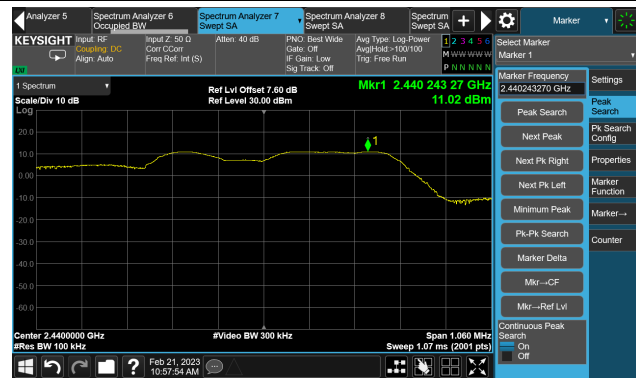 Analyzer 5
Spectrum Analyzer 6
Occupied BW
Spectrum Analyzer 7
Swept SA
Spectrum Analyzer 8
Swept SA
Spectrum
Swept SA
Marker
KEYSIGHT
Input: RF
Coupling: DC
Align: Auto
Input Z: 50 Ω
Corr CCorr
Freq Ref: Int (S)
Atten: 40 dB
PNO: Best Wide
Gate: Off
IF Gain: Low
Sig Track: Off
Avg Type: Log-Power
Avg|Hold:>100/100
Trig: Free Run
1 2 3 4 5 6
M W W W W W
P N N N N N
LXI
Select Marker
Marker 1
1 Spectrum
Scale/Div 10 dB
Log
Ref Lvl Offset 7.60 dB
Ref Level 30.00 dBm
Mkr1 2.440 243 27 GHz
11.02 dBm
Marker Frequency
2.440243270 GHz
Peak Search
Next Peak
Next Pk Right
Next Pk Left
Minimum Peak
Pk-Pk Search
Marker Delta
Mkr→CF
Mkr→Ref Lvl
Continuous Peak
Search
On
Off
Settings
Peak
Search
Pk Search
Config
Properties
Marker
Function
Marker→
Counter
1
20.0
10.0
0.00
-10.0
-20.0
-30.0
-40.0
-50.0
-60.0
Center 2.4400000 GHz
#Res BW 100 kHz
#Video BW 300 kHz
Span 1.060 MHz
Sweep 1.07 ms (2001 pts)
?
Feb 21, 2023
10:57:54 AM